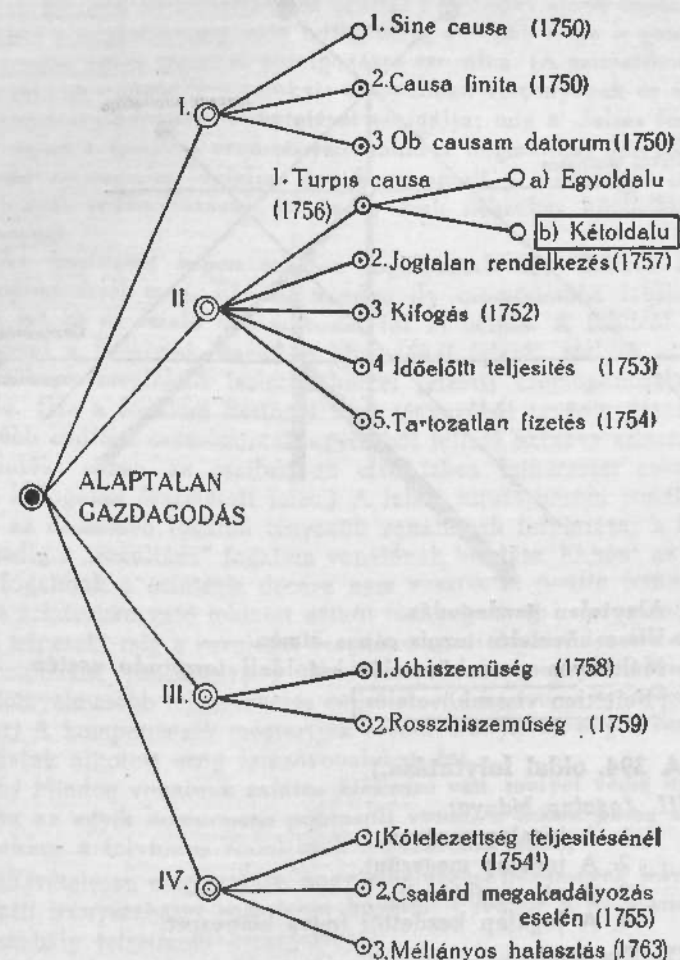 I.
1. Sine causa (1750)
2. Causa finita (1750)
3 Ob causam datorum (1750)
II
1. Turpis causa
(1756)
a) Egyoldalu
b) Kétoldalu
2. Jogtalan rendelkezés (1757)
3 Kifogás (1752)
4 Időelőtti teljesítés (1753)
5. Tartozatlan fizetés (1754)
ALAPTALAN
GAZDAGODÁS
III.
1. Jóhiszeműség (1758)
2. Rosszhiszeműség (1759)
IV.
1. Kötelezettség teljesítésénél
(1754¹)
2. Csalárd megakadályozás
esetén (1755)
3. Méltányos halasztás (1763)